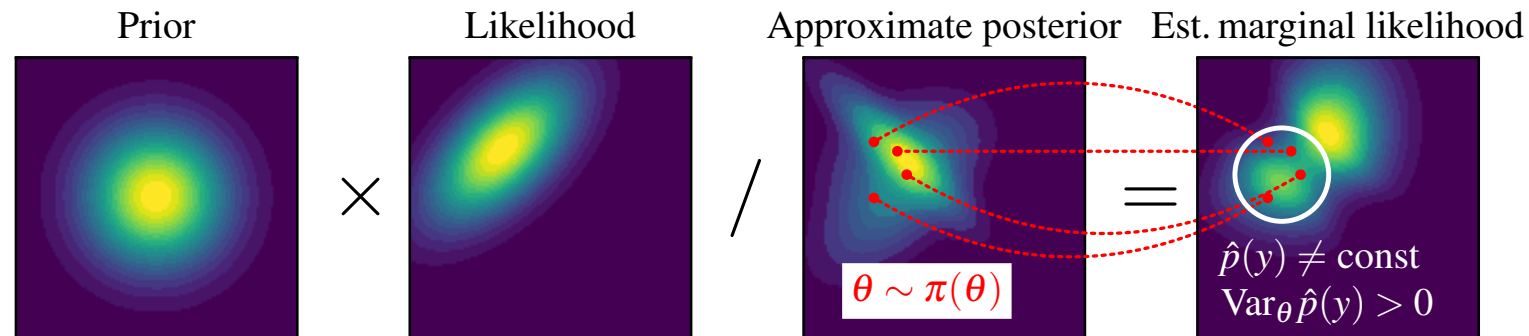 Prior
×
Likelihood
/
Approximate posterior
=
Est. marginal likelihood
θ ∼ π(θ)
p̂(y) ≠ const
Var_θ p̂(y) > 0